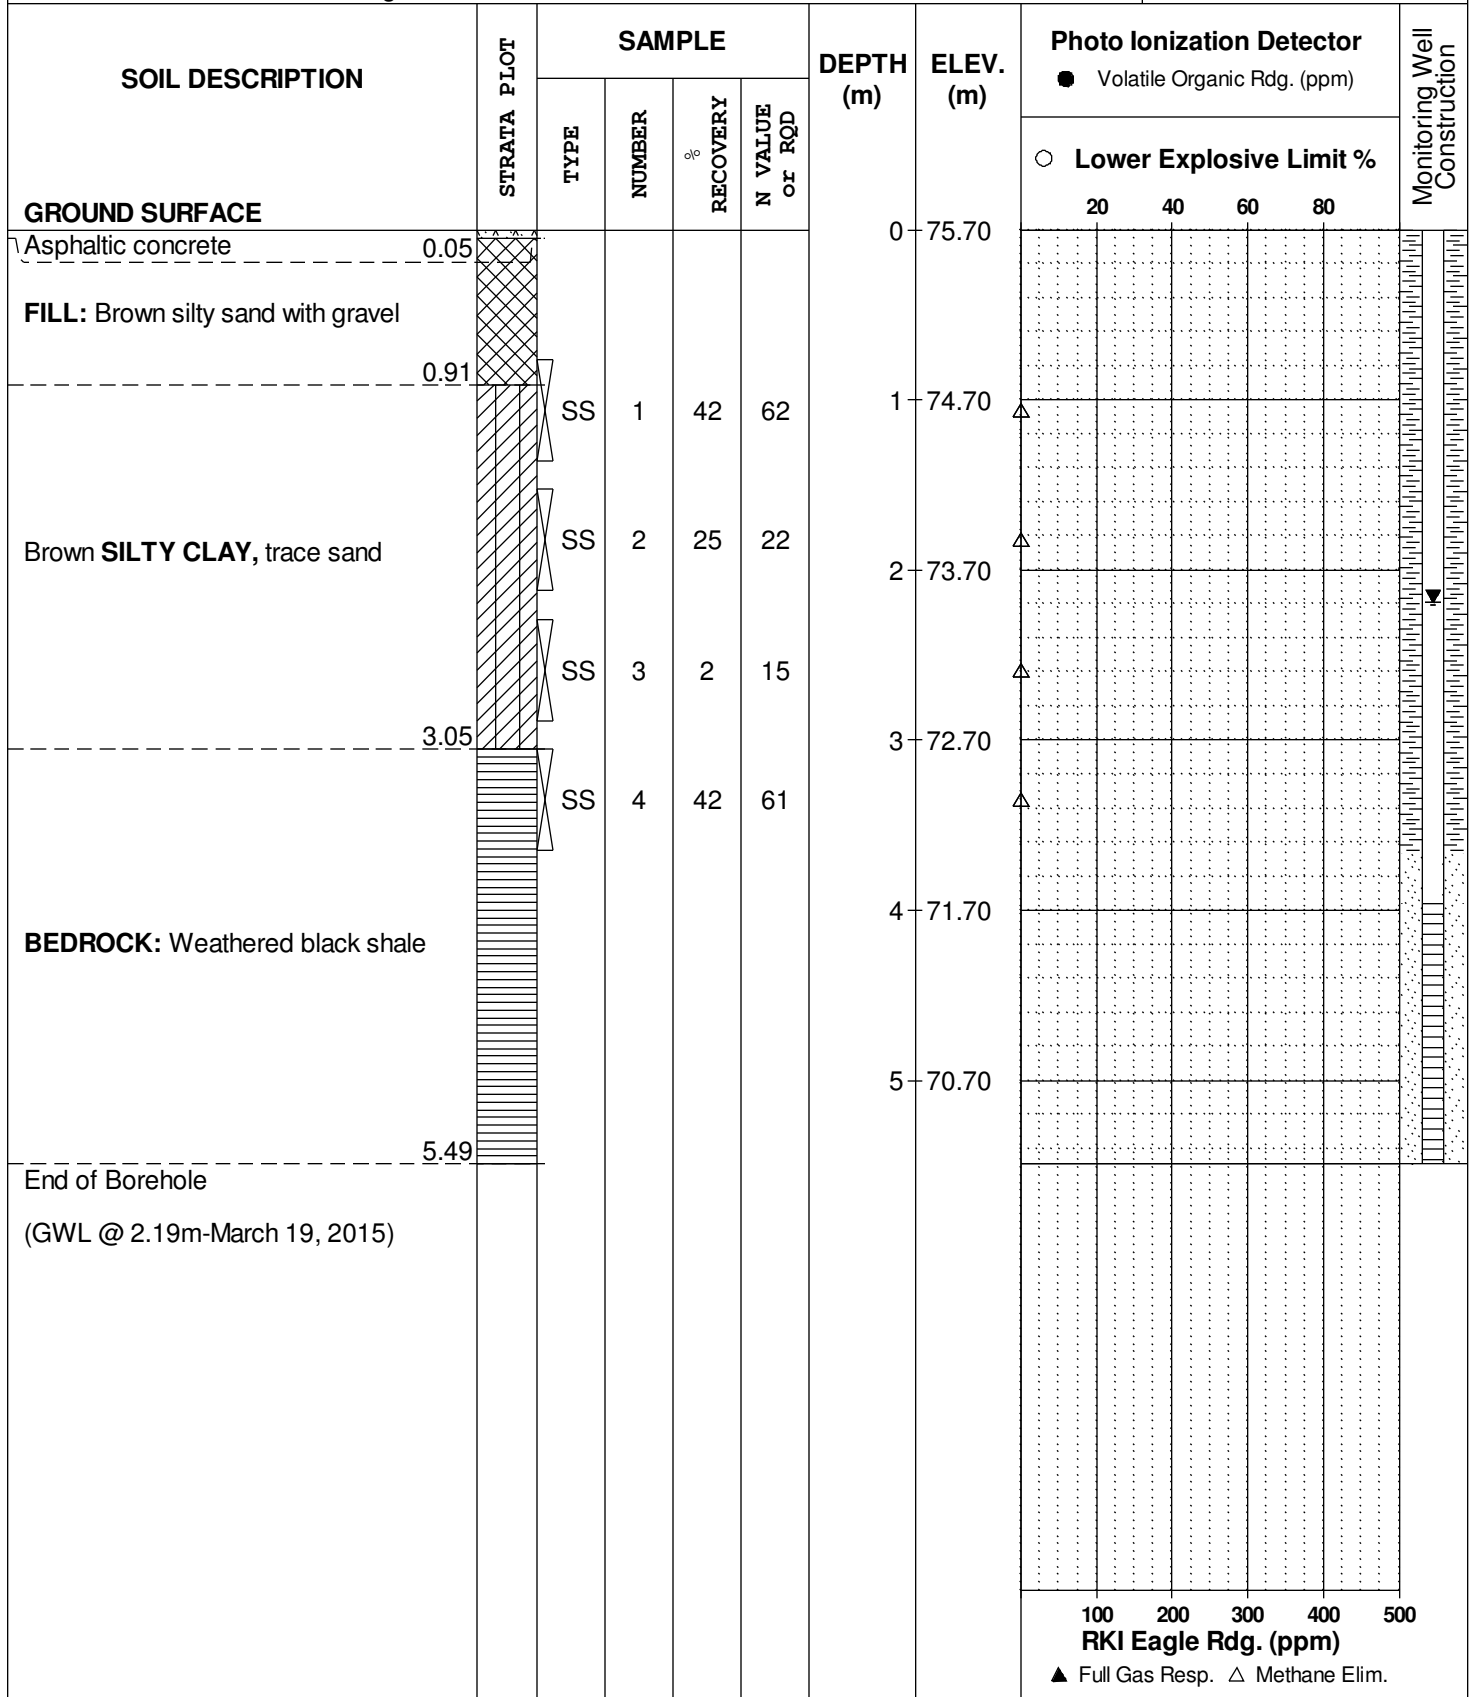 SOIL DESCRIPTION
GROUND SURFACE
STRATA PLOT
SAMPLE
TYPE
NUMBER
%
RECOVERY
N VALUE
or RQD
DEPTH
(m)
ELEV.
(m)
Photo Ionization Detector
● Volatile Organic Rdg. (ppm)
○ Lower Explosive Limit %
20 40 60 80
Monitoring Well
Construction
0 75.70
Asphaltic concrete 0.05
FILL: Brown silty sand with gravel
0.91
1 74.70
SS 1 42 62
SS 2 25 22
Brown SILTY CLAY, trace sand
2 73.70
SS 3 2 15
3.05
3 72.70
SS 4 42 61
4 71.70
BEDROCK: Weathered black shale
5 70.70
5.49
End of Borehole
(GWL @ 2.19m-March 19, 2015)
100 200 300 400 500
RKI Eagle Rdg. (ppm)
▲ Full Gas Resp. △ Methane Elim.